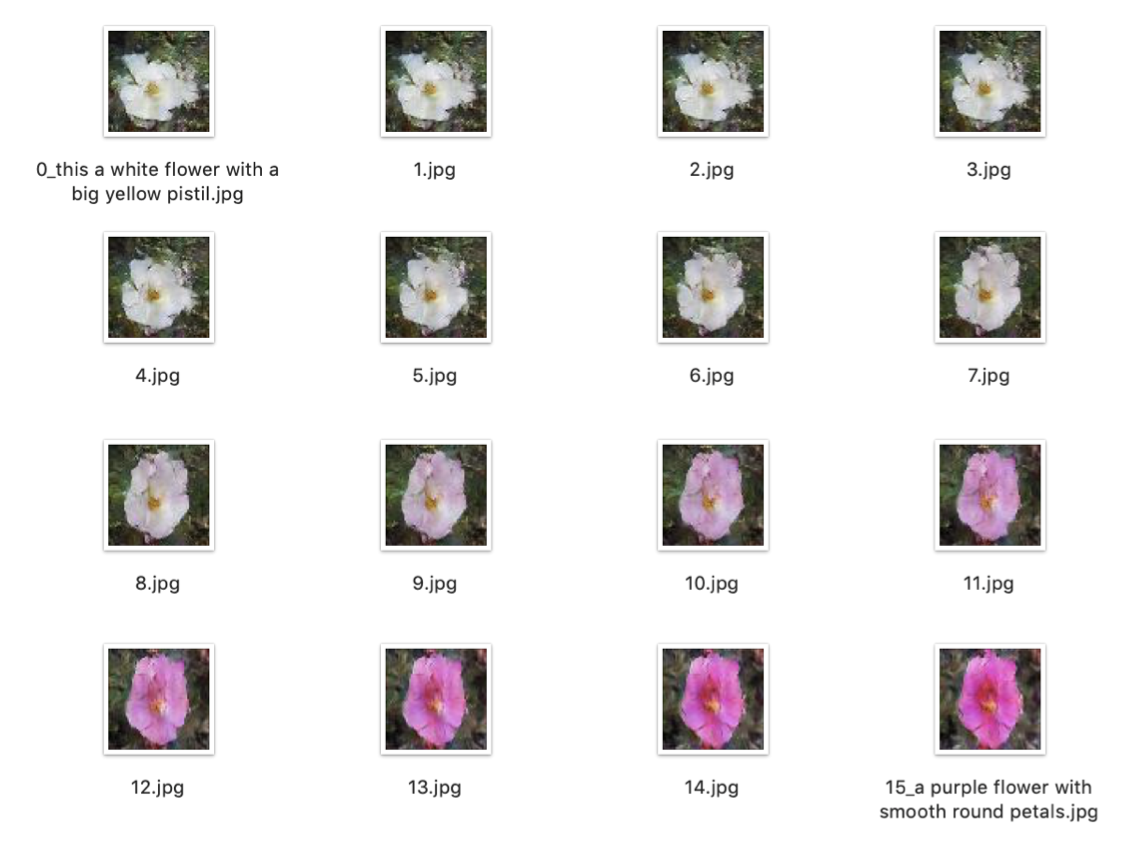 0_this a white flower with a
big yellow pistil.jpg
1.jpg
2.jpg
3.jpg
4.jpg
5.jpg
6.jpg
7.jpg
8.jpg
9.jpg
10.jpg
11.jpg
12.jpg
13.jpg
14.jpg
15_a purple flower with
smooth round petals.jpg